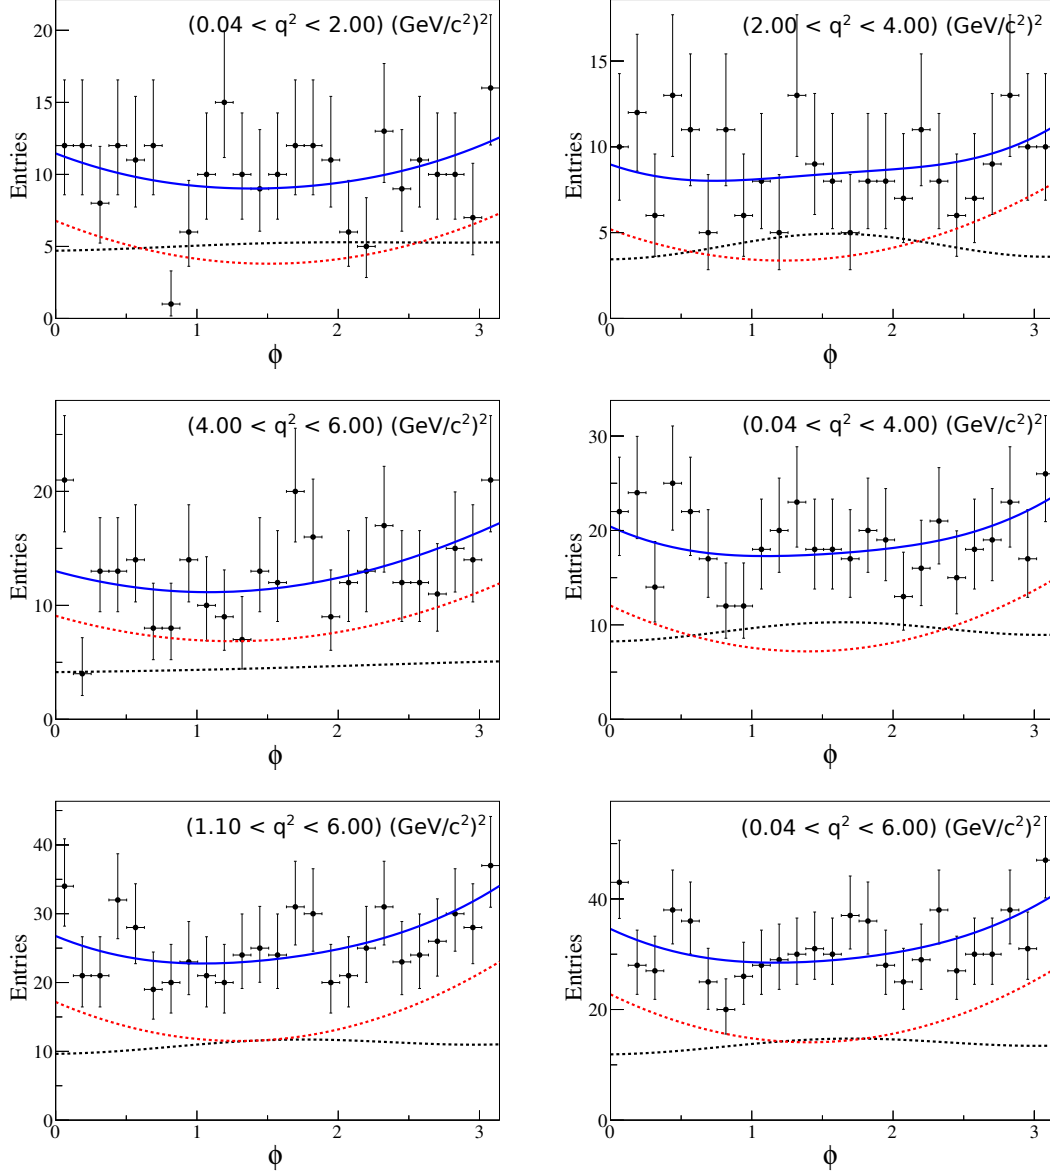 (0.04 < q² < 2.00) (GeV/c²)²
Entries
20
15
10
5
0
0 1 2 3
ϕ
(2.00 < q² < 4.00) (GeV/c²)²
Entries
15
10
5
0
0 1 2 3
ϕ
(4.00 < q² < 6.00) (GeV/c²)²
Entries
20
10
0
0 1 2 3
ϕ
(0.04 < q² < 4.00) (GeV/c²)²
Entries
30
20
10
0
0 1 2 3
ϕ
(1.10 < q² < 6.00) (GeV/c²)²
Entries
40
30
20
10
0
0 1 2 3
ϕ
(0.04 < q² < 6.00) (GeV/c²)²
Entries
40
20
0
0 1 2 3
ϕ